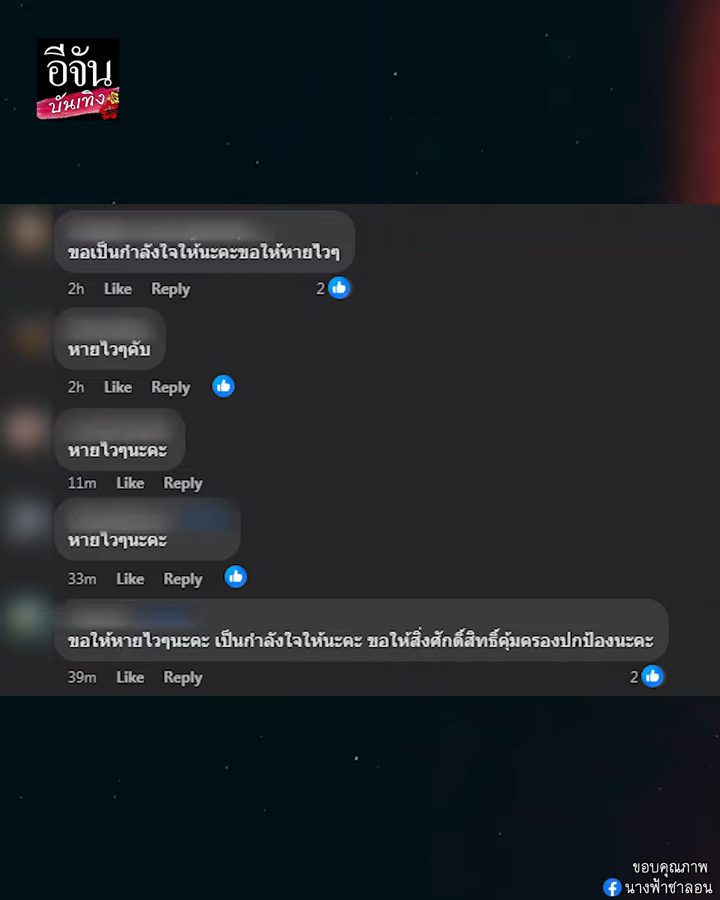 อีจัน
บันเทิง
ขอเป็นกำลังใจให้นะคะขอให้หายไวๆ
2h Like Reply 2
หายไวๆคับ
2h Like Reply
หายไวๆนะคะ
11m Like Reply
หายไวๆนะคะ
33m Like Reply
ขอให้หายไวๆนะคะ เป็นกำลังใจให้นะคะ ขอให้สิ่งศักดิ์สิทธิ์คุ้มครองปกป้องนะคะ
39m Like Reply 2
ขอบคุณภาพ
นางฟ้าซาลอน